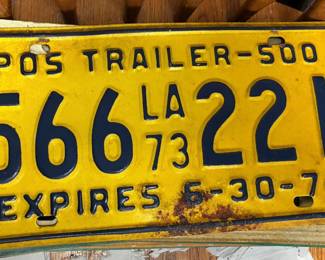 POS TRAILER-500
566 LA 73 22
EXPIRES 6-30-7